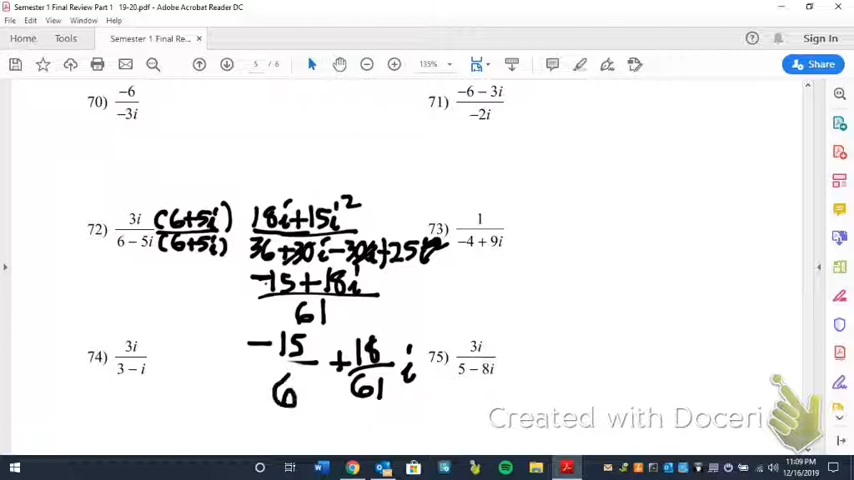 Semester 1 Final Review Part 1 19-20.pdf - Adobe Acrobat Reader DC
File Edit View Window Help
Home Tools Semester 1 Final Re... × Sign In
5 / 6 135% Share
70) -6 / -3i
71) -6 - 3i / -2i
72) 3i (6+5i) / 6 - 5i (6+5i)
18i+15i²
36+30i-30i+25i²
-15+18i
61
-15 / 6 + 18 / 61 i
73) 1 / -4 + 9i
74) 3i / 3 - i
75) 3i / 5 - 8i
Created with Doceri
11:09 PM
12/16/2019